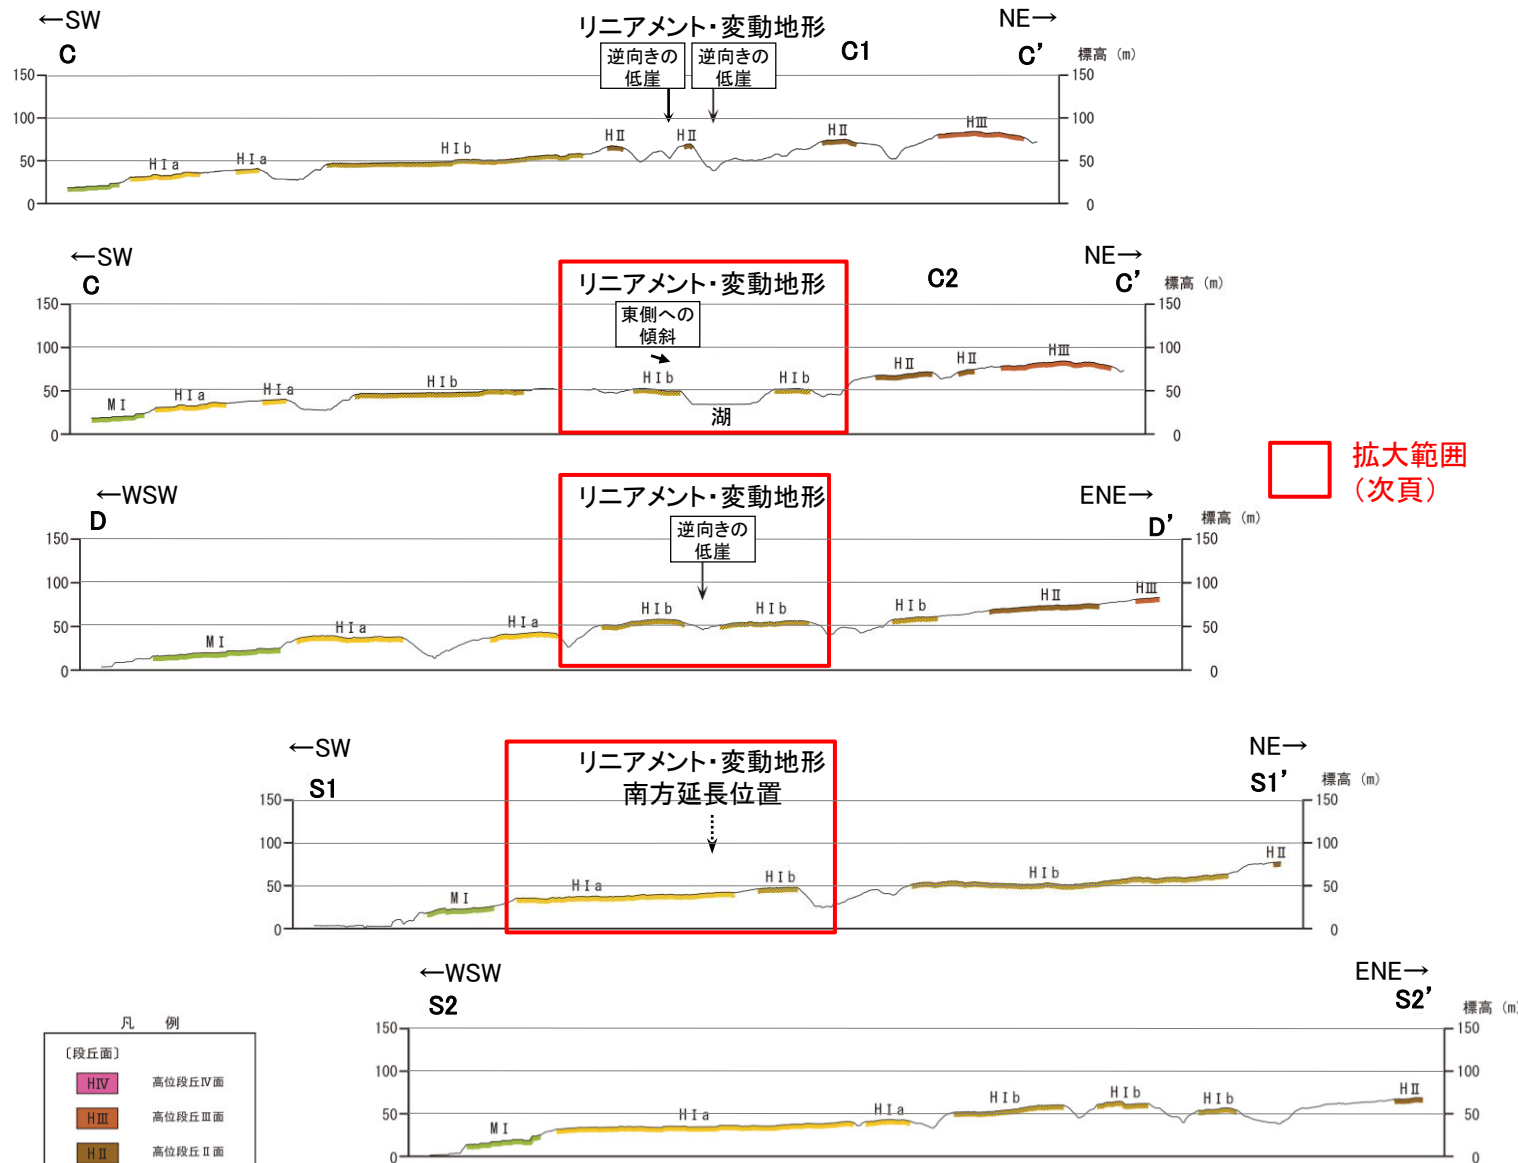 ←SW
リニアメント・変動地形
NE→
C
逆向きの
低崖
逆向きの
低崖
C1
C’
標高 (m)
150
100
50
0
HⅠa
HⅠa
HⅠb
HⅡ
HⅡ
HⅡ
HⅢ
150
100
50
0
←SW
NE→
C
リニアメント・変動地形
C2
C’
標高 (m)
東側への
傾斜
150
100
50
0
MⅠ
HⅠa
HⅠa
HⅠb
HⅠb
HⅠb
湖
HⅡ
HⅡ
HⅢ
150
100
50
0
拡大範囲
(次頁)
←WSW
リニアメント・変動地形
ENE→
D
D’
標高 (m)
逆向きの
低崖
150
100
50
0
MⅠ
HⅠa
HⅠa
HⅠb
HⅠb
HⅠb
HⅡ
HⅢ
150
100
50
0
←SW
リニアメント・変動地形
南方延長位置
NE→
S1
S1’
標高 (m)
150
100
50
0
MⅠ
HⅠa
HⅠb
HⅠb
HⅡ
150
100
50
0
←WSW
ENE→
S2
S2’
標高 (m)
150
100
50
0
MⅠ
HⅠa
HⅠa
HⅠb
HⅠb
HⅠb
HⅡ
150
100
50
0
凡 例
〔段丘面〕
HⅣ 高位段丘Ⅳ面
HⅢ 高位段丘Ⅲ面
HⅡ 高位段丘Ⅱ面